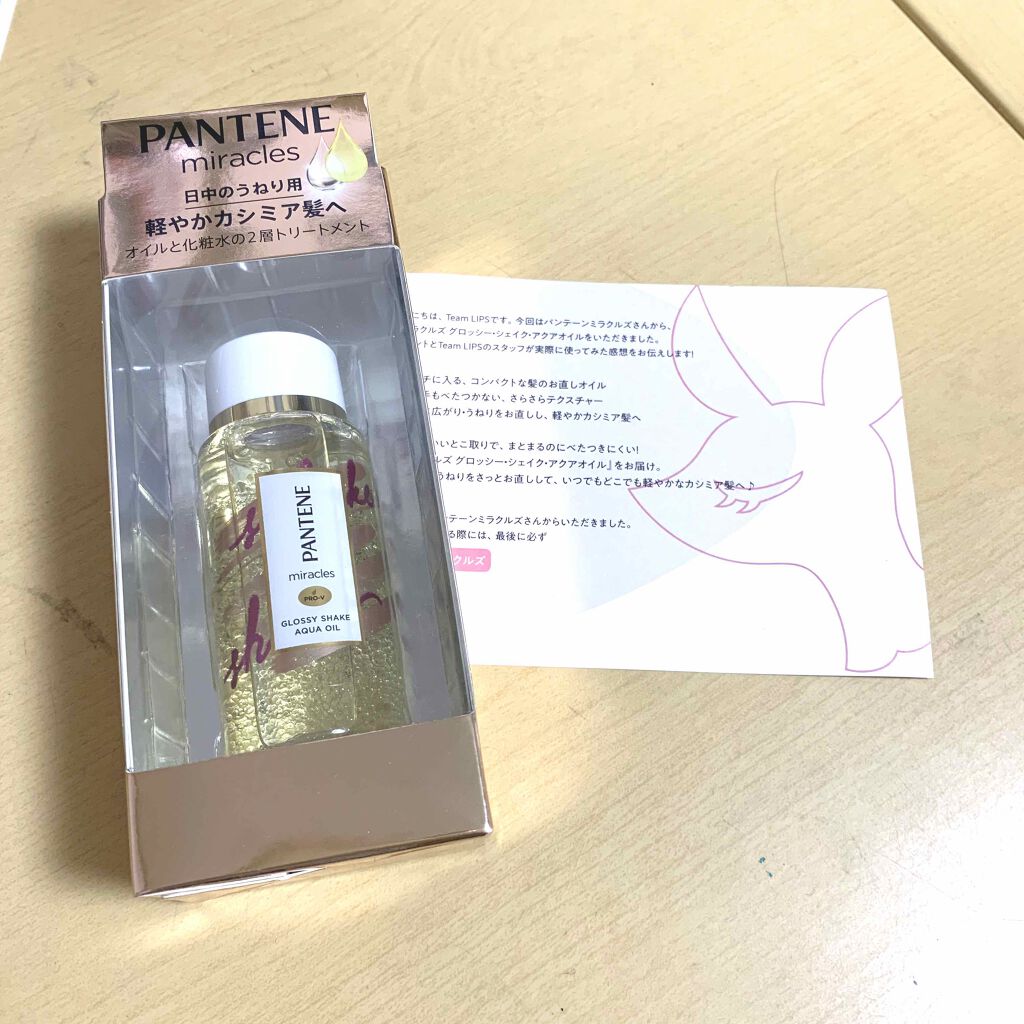 PANTENE
miracles
日中のうねり用
軽やかカシミア髪へ
オイルと化粧水の2層トリートメント
PANTENE
miracles
PRO-V
GLOSSY SHAKE
AQUA OIL
にちは、Team LIPSです。今回はパンテーンミラクルズさんから、
ラクルズ グロッシー・シェイク・アクアオイルをいただきました。
ントとTeam LIPSのスタッフが実際に使ってみた感想をお伝えします!
チに入る、コンパクトな髪のお直しオイル
手もべたつかない、さらさらテクスチャー
広がり・うねりをお直しし、軽やかカシミア髪へ
いいとこ取りで、まとまるのにべたつきにくい!
ルズ グロッシー・シェイク・アクアオイル』をお届け。
うねりをさっとお直しして、いつでもどこでも軽やかなカシミア髪へ♪
ンテーンミラクルズさんからいただきました。
る際には、最後に必ず
クルズ